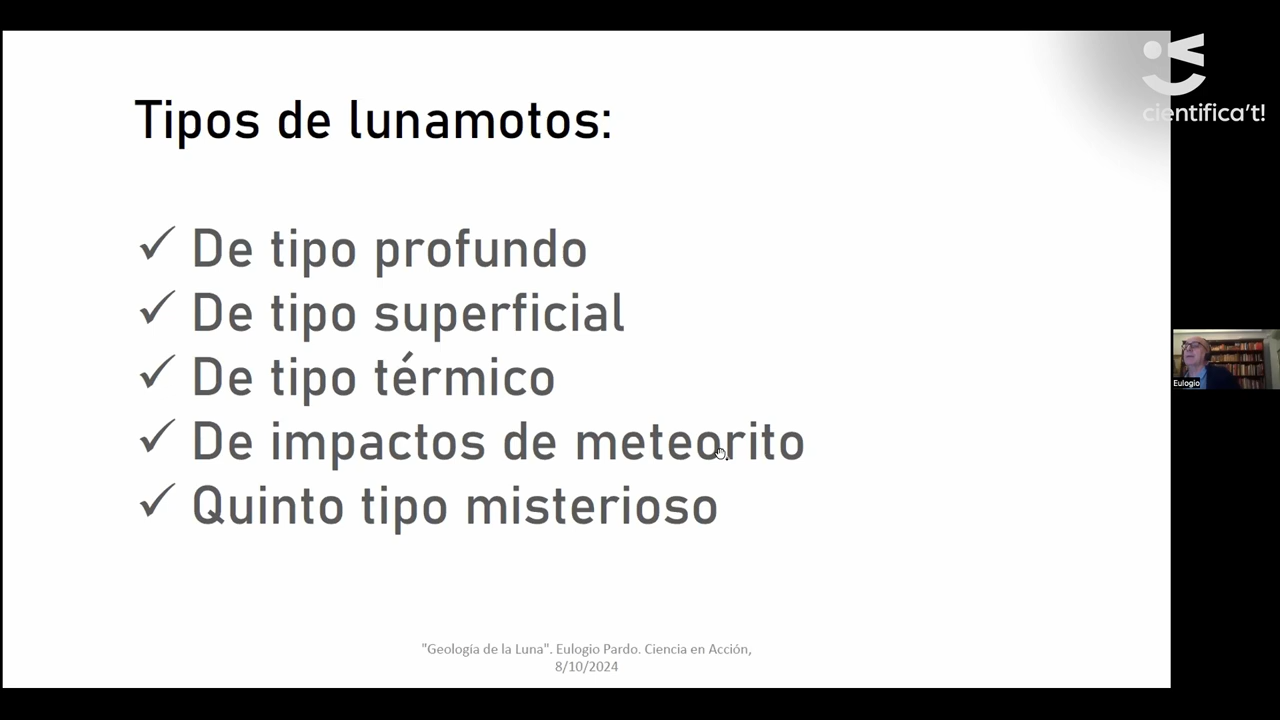 cientifica't!
Tipos de lunamotos:
✓ De tipo profundo
✓ De tipo superficial
✓ De tipo térmico
✓ De impactos de meteorito
✓ Quinto tipo misterioso
Eulogio
"Geología de la Luna". Eulogio Pardo. Ciencia en Acción,
8/10/2024